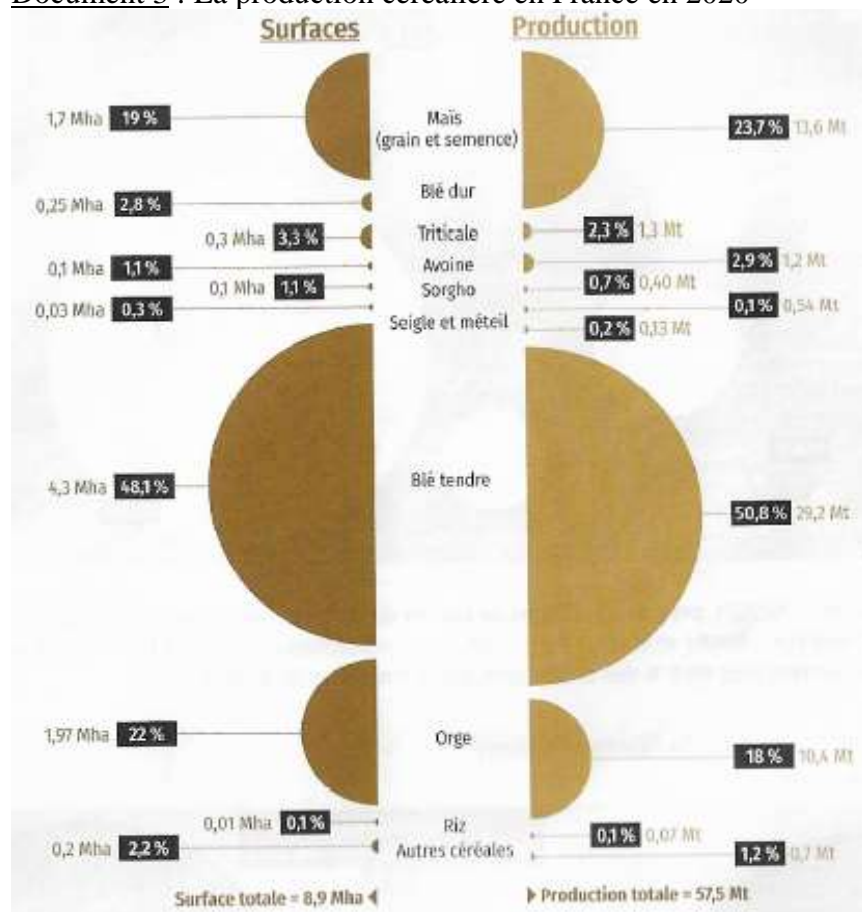 Document 3 : La production céréalière en France en 2020
Surfaces Production
1,7 Mha 19 % Maïs (grain et semence) 23,7 % 13,6 Mt
0,25 Mha 2,8 % Blé dur
0,3 Mha 3,3 % Triticale 2,3 % 1,3 Mt
0,1 Mha 1,1 % Avoine 2,9 % 1,2 Mt
0,1 Mha 1,1 % Sorgho 0,7 % 0,40 Mt
0,03 Mha 0,3 % Seigle et méteil 0,1 % 0,54 Mt
0,2 % 0,13 Mt
4,3 Mha 48,1 % Blé tendre 50,8 % 29,2 Mt
1,97 Mha 22 % Orge 18 % 10,4 Mt
0,01 Mha 0,1 % Riz 0,1 % 0,07 Mt
0,2 Mha 2,2 % Autres céréales 1,2 % 0,7 Mt
Surface totale = 8,9 Mha Production totale = 57,5 Mt